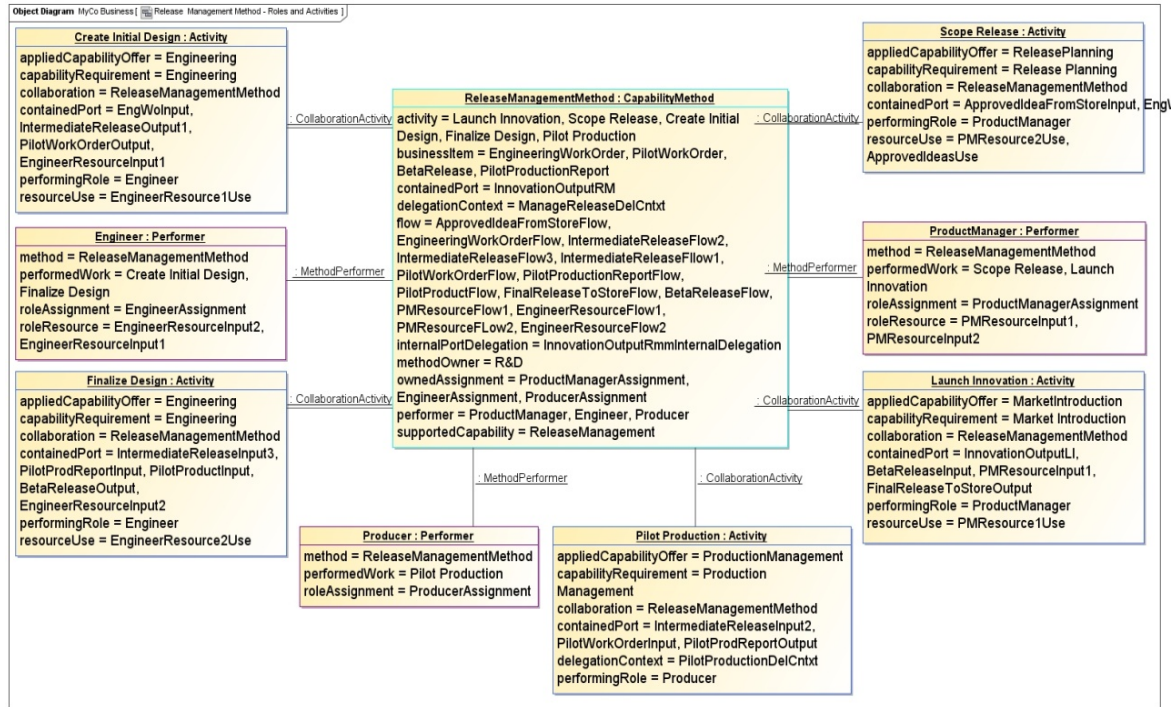 Object Diagram MyCo Business [ Release Management Method - Roles and Activities ]
Create Initial Design : Activity
appliedCapabilityOffer = Engineering
capabilityRequirement = Engineering
collaboration = ReleaseManagementMethod
containedPort = EngWoInput,
IntermediateReleaseOutput1,
PilotWorkOrderOutput,
EngineerResourceInput1
performingRole = Engineer
resourceUse = EngineerResource1Use
: CollaborationActivity
Engineer : Performer
method = ReleaseManagementMethod
performedWork = Create Initial Design,
Finalize Design
roleAssignment = EngineerAssignment
roleResource = EngineerResourceInput2,
EngineerResourceInput1
: MethodPerformer
Finalize Design : Activity
appliedCapabilityOffer = Engineering
capabilityRequirement = Engineering
collaboration = ReleaseManagementMethod
containedPort = IntermediateReleaseInput3,
PilotProdReportInput, PilotProductInput,
BetaReleaseOutput,
EngineerResourceInput2
performingRole = Engineer
resourceUse = EngineerResource2Use
: CollaborationActivity
ReleaseManagementMethod : CapabilityMethod
activity = Launch Innovation, Scope Release, Create Initial
Design, Finalize Design, Pilot Production
businessItem = EngineeringWorkOrder, PilotWorkOrder,
BetaRelease, PilotProductionReport
containedPort = InnovationOutputRM
delegationContext = ManageReleaseDelCntxt
flow = ApprovedIdeaFromStoreFlow,
EngineeringWorkOrderFlow, IntermediateReleaseFlow2,
IntermediateReleaseFlow3, IntermediateReleaseFllow1,
PilotWorkOrderFlow, PilotProductionReportFlow,
PilotProductFlow, FinalReleaseToStoreFlow, BetaReleaseFlow,
PMResourceFlow1, EngineerResourceFlow1,
PMResourceFLow2, EngineerResourceFlow2
internalPortDelegation = InnovationOutputRmmInternalDelegation
methodOwner = R&D
ownedAssignment = ProductManagerAssignment,
EngineerAssignment, ProducerAssignment
performer = ProductManager, Engineer, Producer
supportedCapability = ReleaseManagement
: CollaborationActivity
Scope Release : Activity
appliedCapabilityOffer = ReleasePlanning
capabilityRequirement = Release Planning
collaboration = ReleaseManagementMethod
containedPort = ApprovedIdeaFromStoreInput,
performingRole = ProductManager
resourceUse = PMResource2Use,
ApprovedIdeasUse
: MethodPerformer
ProductManager : Performer
method = ReleaseManagementMethod
performedWork = Scope Release, Launch
Innovation
roleAssignment = ProductManagerAssignment
roleResource = PMResourceInput1,
PMResourceInput2
: CollaborationActivity
Launch Innovation : Activity
appliedCapabilityOffer = MarketIntroduction
capabilityRequirement = Market Introduction
collaboration = ReleaseManagementMethod
containedPort = InnovationOutputLI,
BetaReleaseInput, PMResourceInput1,
FinalReleaseToStoreOutput
performingRole = ProductManager
resourceUse = PMResource1Use
: MethodPerformer
: CollaborationActivity
Producer : Performer
method = ReleaseManagementMethod
performedWork = Pilot Production
roleAssignment = ProducerAssignment
Pilot Production : Activity
appliedCapabilityOffer = ProductionManagement
capabilityRequirement = Production
Management
collaboration = ReleaseManagementMethod
containedPort = IntermediateReleaseInput2,
PilotWorkOrderInput, PilotProdReportOutput
delegationContext = PilotProductionDelCntxt
performingRole = Producer